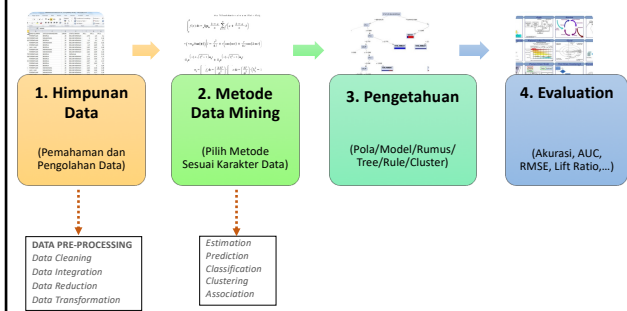 1. Himpunan
Data
(Pemahaman dan
Pengolahan Data)
2. Metode
Data Mining
(Pilih Metode
Sesuai Karakter Data)
3. Pengetahuan
(Pola/Model/Rumus/
Tree/Rule/Cluster)
4. Evaluation
(Akurasi, AUC,
RMSE, Lift Ratio,...)
DATA PRE-PROCESSING
Data Cleaning
Data Integration
Data Reduction
Data Transformation
Estimation
Prediction
Classification
Clustering
Association